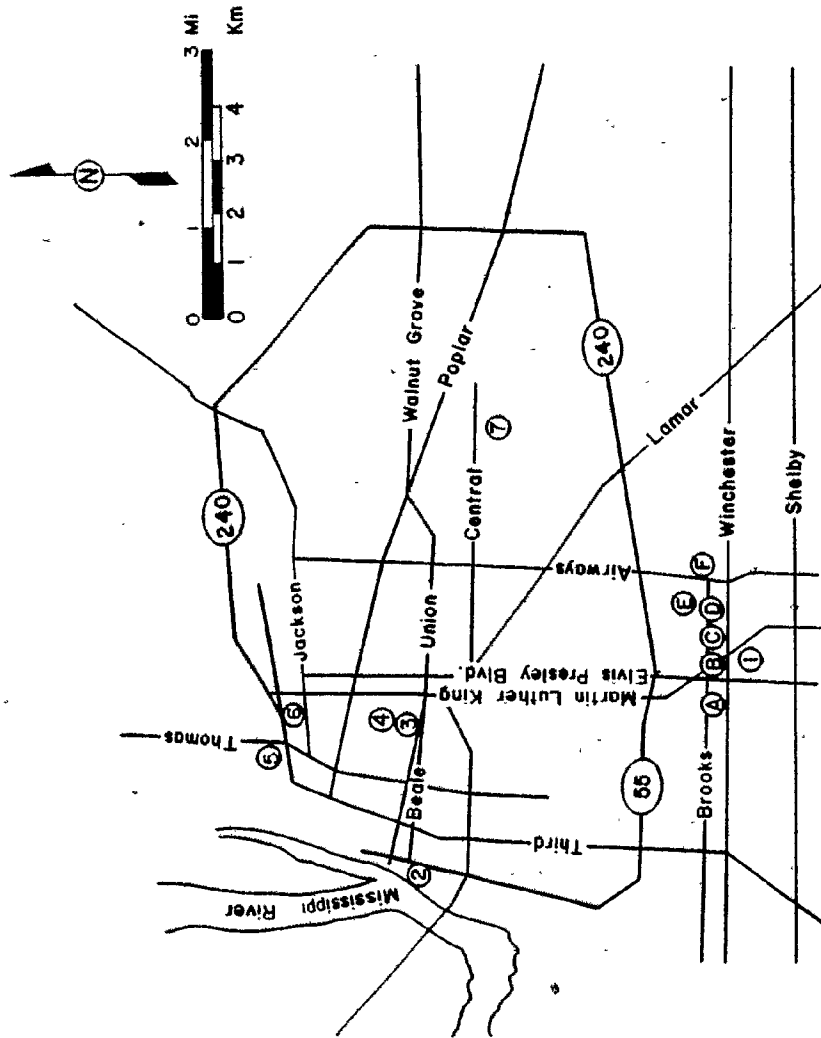 0 1 2 3 Mi
0 1 2 3 4 Km
N
240
Thomas
Jackson
Walnut Grove
Poplar
Union
Beale
Central
Mississippi
River
Third
Martin Luther King
Elvis Presley Blvd.
Airways
Lamar
240
55
Brooks
Winchester
Shelby
1
2
3
4
5
6
7
A
B
C
D
E
F